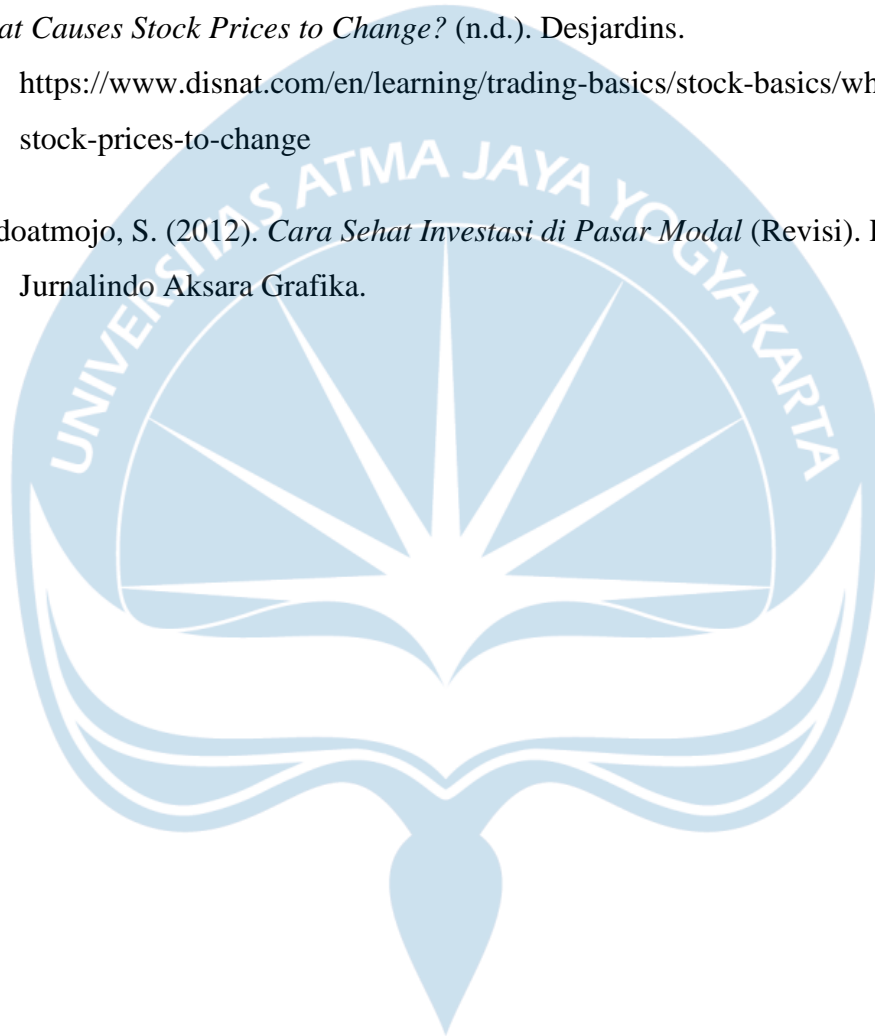 at Causes Stock Prices to Change? (n.d.). Desjardins.
https://www.disnat.com/en/learning/trading-basics/stock-basics/wh
stock-prices-to-change
UNIVERSITAS ATMA JAYA YOGYAKARTA
doatmojo, S. (2012). Cara Sehat Investasi di Pasar Modal (Revisi).
Jurnalindo Aksara Grafika.